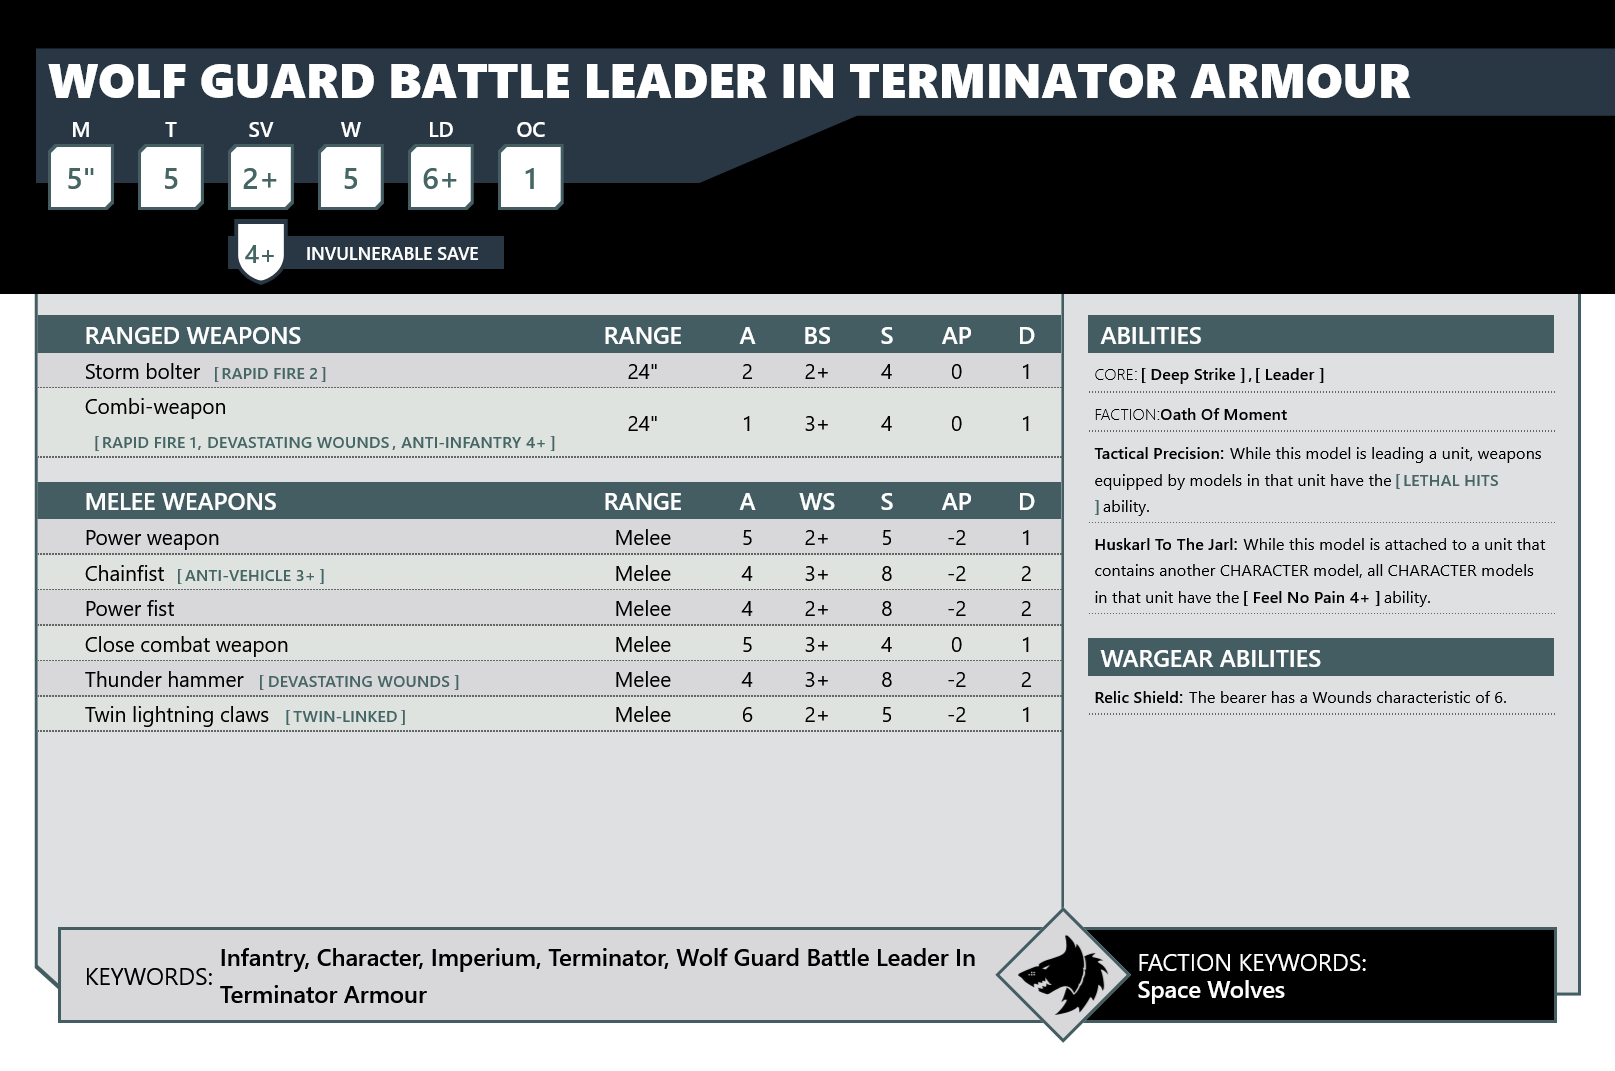 WOLF GUARD BATTLE LEADER IN TERMINATOR ARMOUR
M T SV W LD OC
5" 5 2+ 5 6+ 1
4+ INVULNERABLE SAVE
RANGED WEAPONS RANGE A BS S AP D
Storm bolter [ RAPID FIRE 2 ] 24" 2 2+ 4 0 1
Combi-weapon
24" 1 3+ 4 0 1
[ RAPID FIRE 1, DEVASTATING WOUNDS , ANTI-INFANTRY 4+ ]
MELEE WEAPONS RANGE A WS S AP D
Power weapon Melee 5 2+ 5 -2 1
Chainfist [ ANTI-VEHICLE 3+ ] Melee 4 3+ 8 -2 2
Power fist Melee 4 2+ 8 -2 2
Close combat weapon Melee 5 3+ 4 0 1
Thunder hammer [ DEVASTATING WOUNDS ] Melee 4 3+ 8 -2 2
Twin lightning claws [ TWIN-LINKED ] Melee 6 2+ 5 -2 1
ABILITIES
CORE: [ Deep Strike ] , [ Leader ]
FACTION:Oath Of Moment
Tactical Precision: While this model is leading a unit, weapons
equipped by models in that unit have the [ LETHAL HITS
] ability.
Huskarl To The Jarl: While this model is attached to a unit that
contains another CHARACTER model, all CHARACTER models
in that unit have the [ Feel No Pain 4+ ] ability.
WARGEAR ABILITIES
Relic Shield: The bearer has a Wounds characteristic of 6.
KEYWORDS: Infantry, Character, Imperium, Terminator, Wolf Guard Battle Leader In
Terminator Armour
FACTION KEYWORDS:
Space Wolves